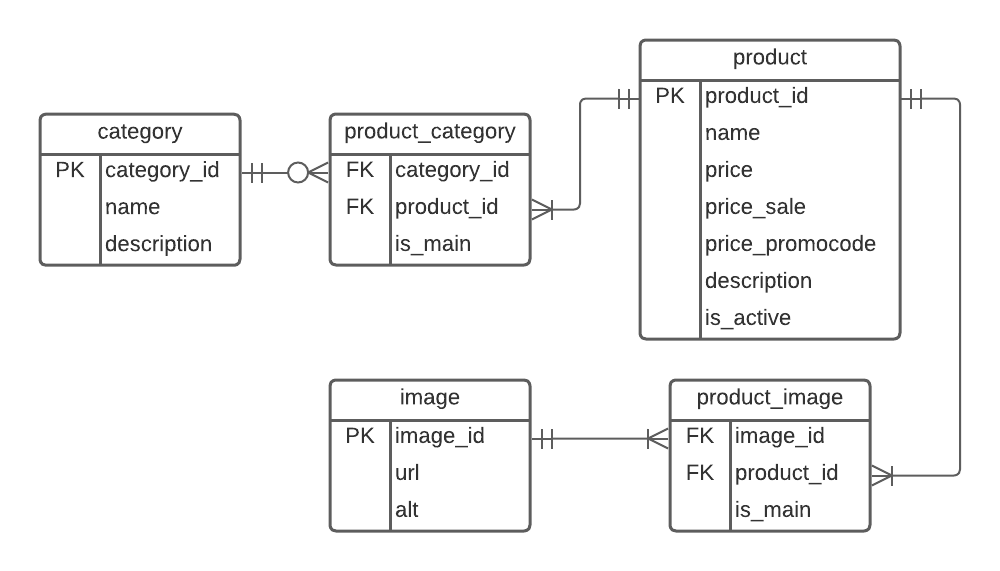 product
PK product_id
name
price
price_sale
price_promocode
description
is_active
category
PK category_id
name
description
product_category
FK category_id
FK product_id
is_main
image
PK image_id
url
alt
product_image
FK image_id
FK product_id
is_main